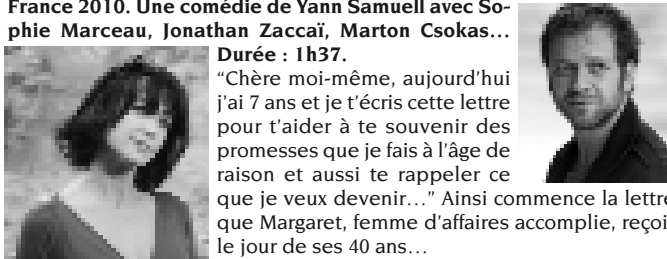 France 2010. Une comédie de Yann Samuell avec So-
phie Marceau, Jonathan Zaccaï, Marton Csokas…
Durée : 1h37.
“Chère moi-même, aujourd’hui
j’ai 7 ans et je t’écris cette lettre
pour t’aider à te souvenir des
promesses que je fais à l’âge de
raison et aussi te rappeler ce
que je veux devenir…” Ainsi commence la lettre
que Margaret, femme d’affaires accomplie, reçoi
le jour de ses 40 ans…